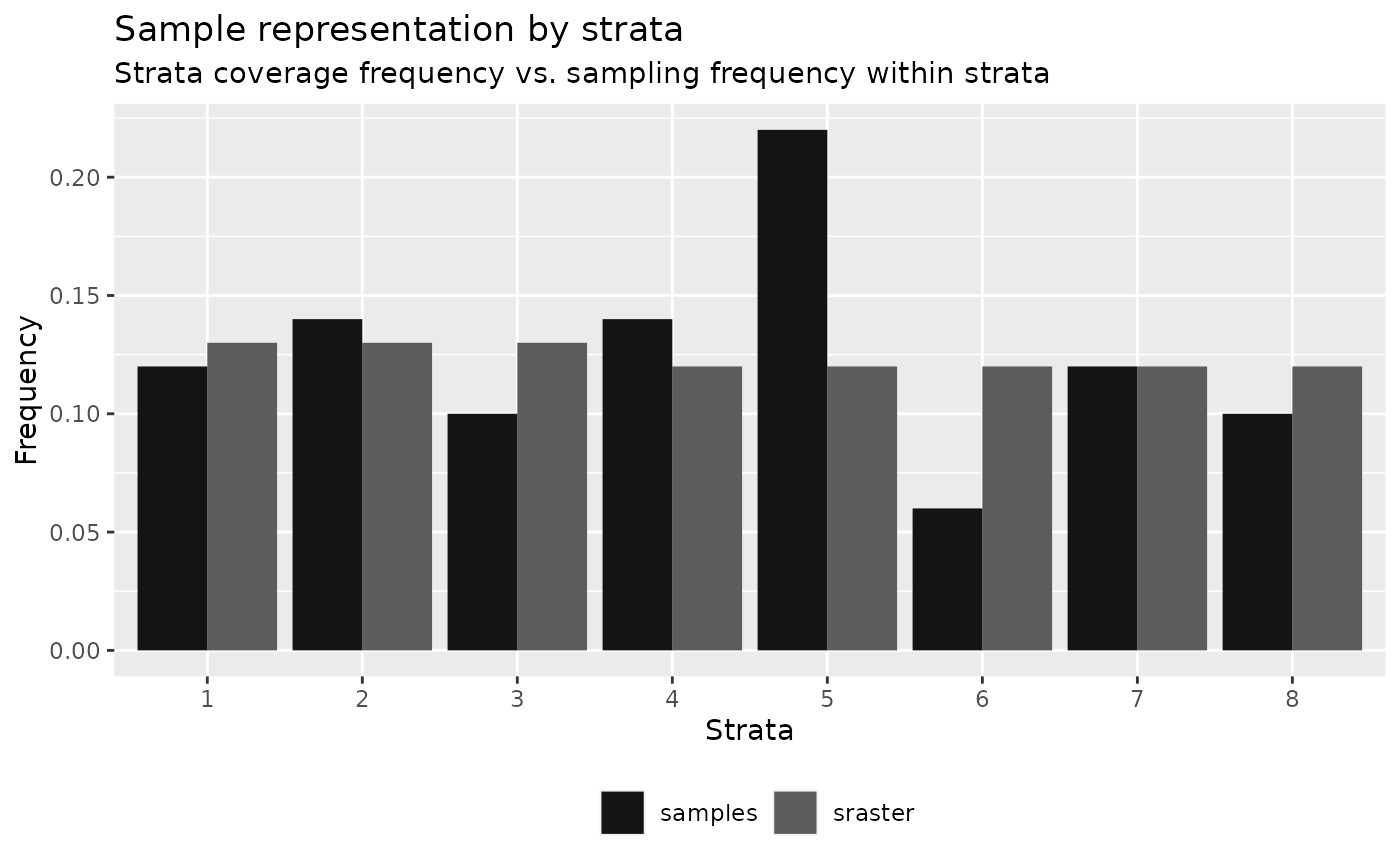 Sample representation by strata
Strata coverage frequency vs. sampling frequency within strata
Frequency
0.20
0.15
0.10
0.05
0.00
1 2 3 4 5 6 7 8
Strata
samples sraster